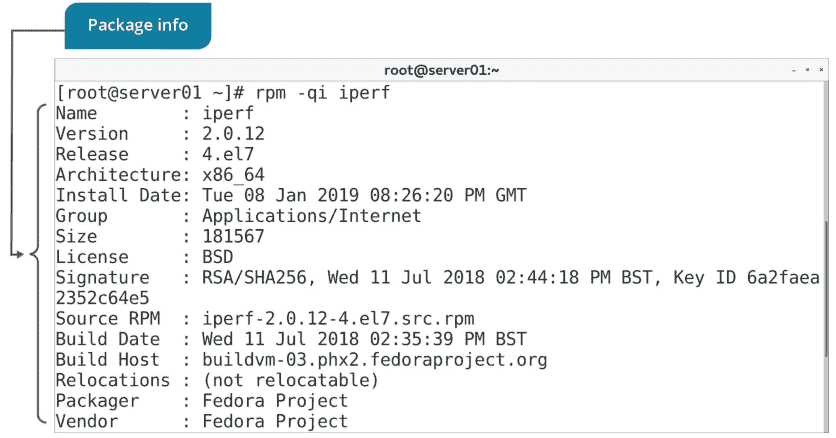 Package info
root@server01:~
[root@server01 ~]# rpm -qi iperf
Name        : iperf
Version     : 2.0.12
Release     : 4.el7
Architecture: x86_64
Install Date: Tue 08 Jan 2019 08:26:20 PM GMT
Group       : Applications/Internet
Size        : 181567
License     : BSD
Signature   : RSA/SHA256, Wed 11 Jul 2018 02:44:18 PM BST, Key ID 6a2faea
2352c64e5
Source RPM  : iperf-2.0.12-4.el7.src.rpm
Build Date  : Wed 11 Jul 2018 02:35:39 PM BST
Build Host  : buildvm-03.phx2.fedoraproject.org
Relocations : (not relocatable)
Packager    : Fedora Project
Vendor      : Fedora Project